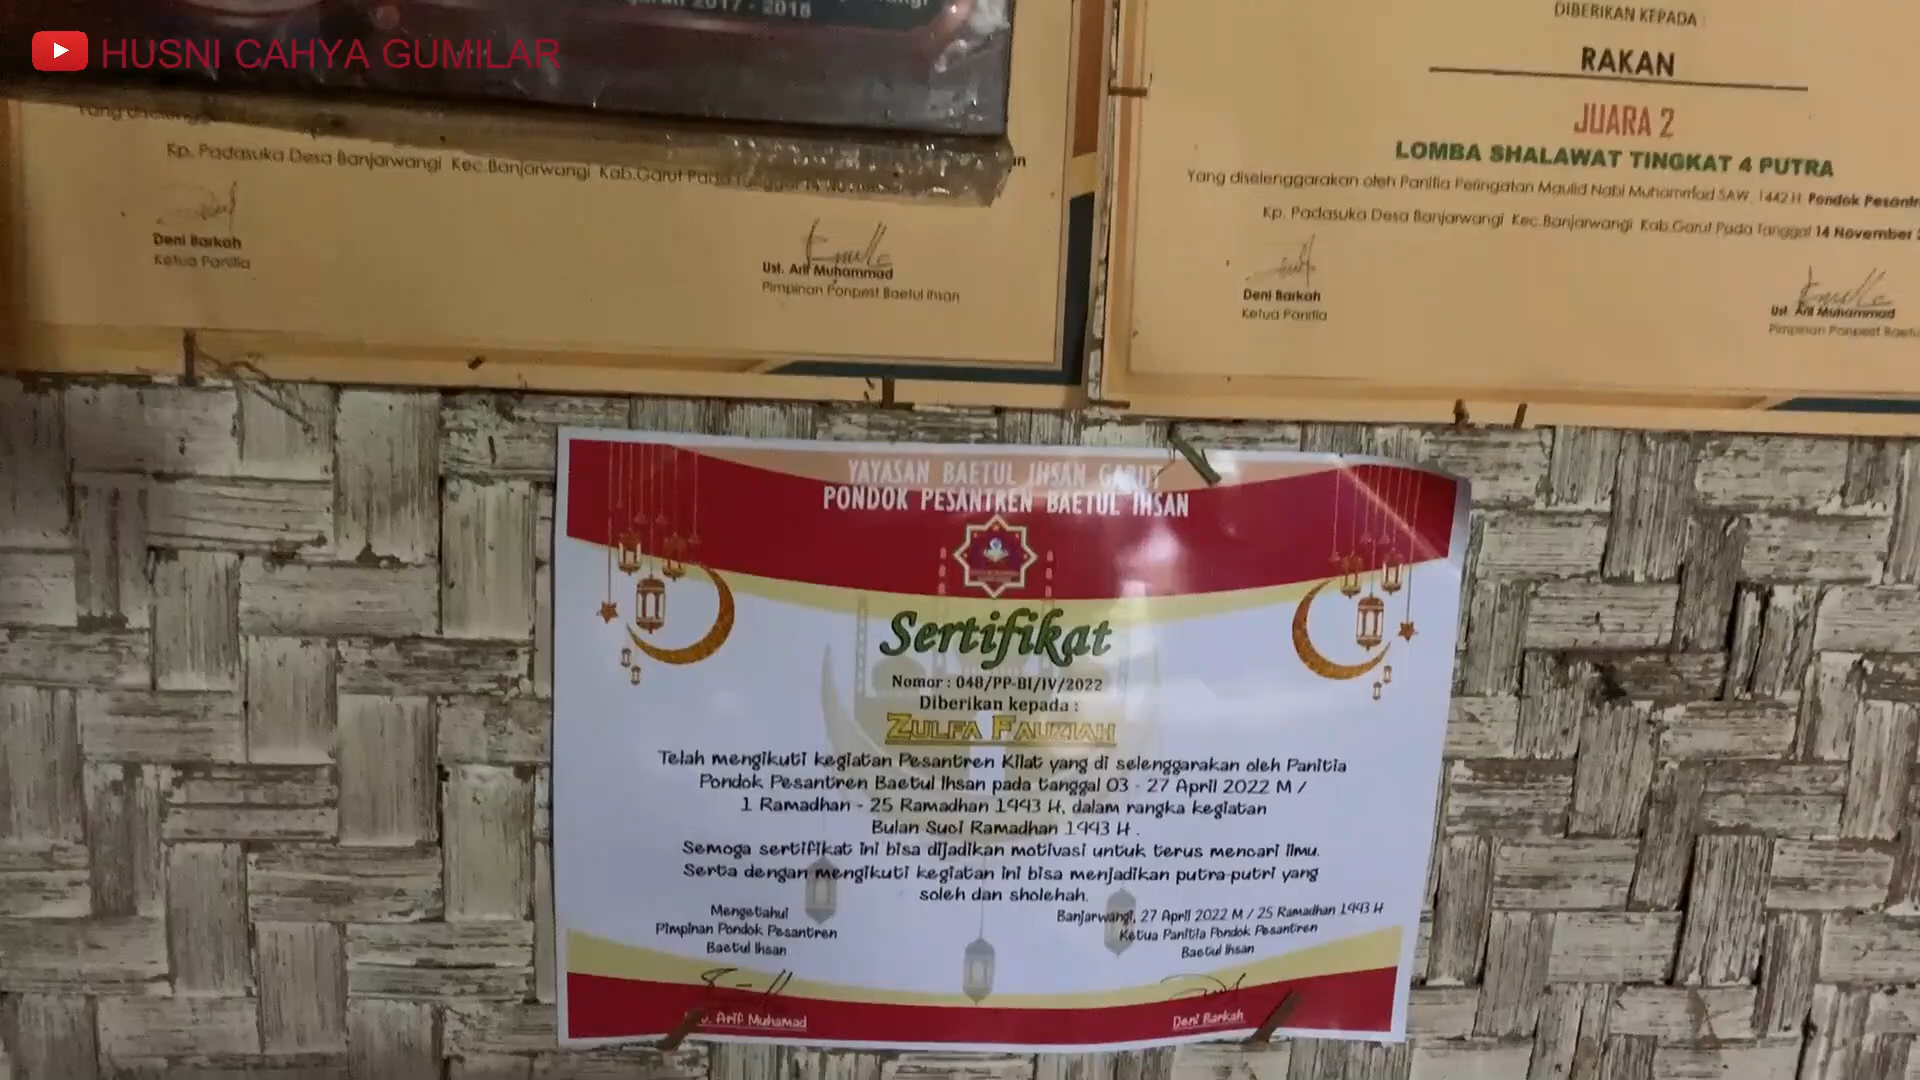 HUSNI CAHYA GUMILAR
2017 - 2018
Kp. Padasuka Desa Banjarwangi Kec.Banjarwangi Kab.Garut Pada Tanggal 14
Deni Barkah
Ketua Panitia
Ust. Arif Muhammad
Pimpinan Ponpest Baetul Ihsan
DIBERIKAN KEPADA :
RAKAN
JUARA 2
LOMBA SHALAWAT TINGKAT 4 PUTRA
Yang diselenggarakan oleh Panitia Peringatan Maulid Nabi Muhammad SAW. 1442 H Pondok
Kp. Padasuka Desa Banjarwangi Kec.Banjarwangi Kab.Garut Pada Tanggal 14 November
Deni Barkah
Ketua Panitia
Ust. Arif Muhammad
Pimpinan Ponpest
YAYASAN BAETUL IHSAN GARUT
PONDOK PESANTREN BAETUL IHSAN
Sertifikat
Nomor : 048/PP-BI/IV/2022
Diberikan kepada :
ZULFA FAUZIAH
Telah mengikuti kegiatan Pesantren Kilat yang di selenggarakan oleh Panitia
Pondok Pesantren Baetul Ihsan pada tanggal 03 - 27 April 2022 M /
1 Ramadhan - 25 Ramadhan 1443 H, dalam rangka kegiatan
Bulan Suci Ramadhan 1443 H .
Semoga sertifikat ini bisa dijadikan motivasi untuk terus mencari ilmu.
Serta dengan mengikuti kegiatan ini bisa menjadikan putra-putri yang
soleh dan sholehah.
Mengetahui
Pimpinan Pondok Pesantren
Baetul Ihsan
Arif Muhamad
Banjarwangi, 27 April 2022 M / 25 Ramadhan 1443 H
Ketua Panitia Pondok Pesantren
Baetul Ihsan
Deni Barkah